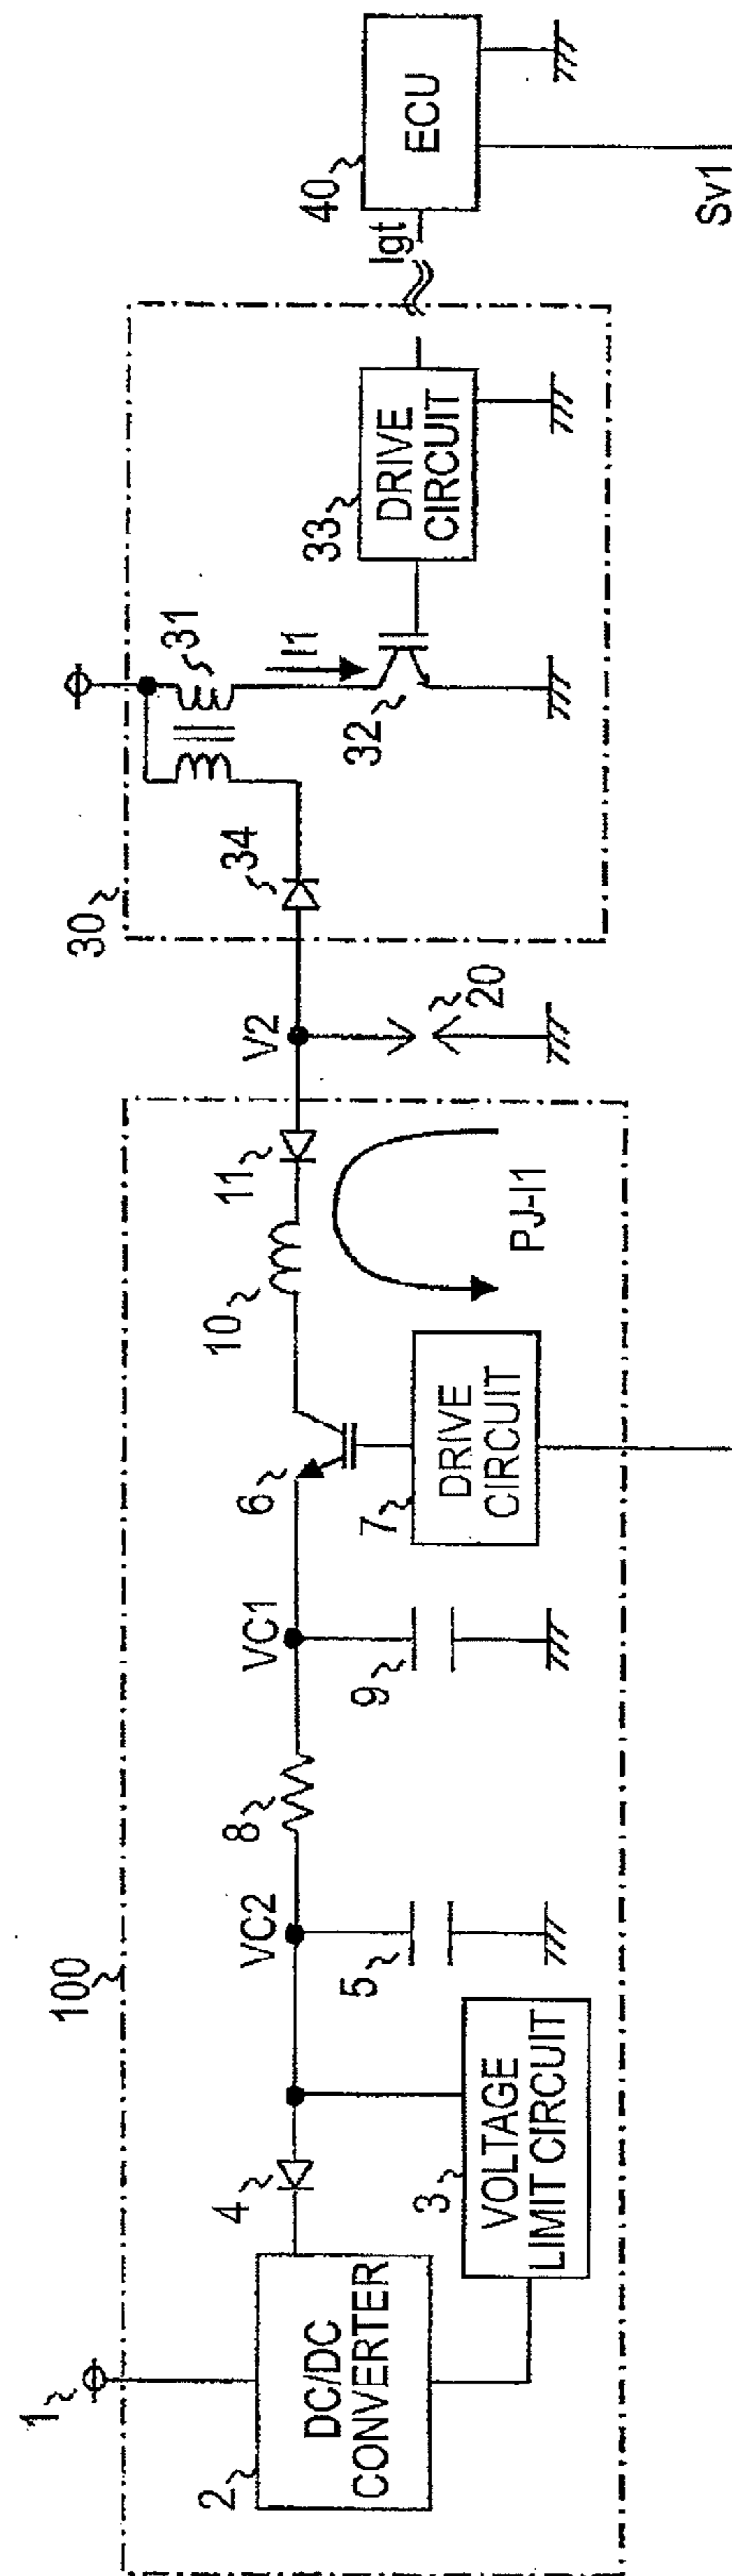 100
1
2
DC/DC
CONVERTER
4
3
VOLTAGE
LIMIT CIRCUIT
VC2
5
8
VC1
9
6
7
DRIVE
CIRCUIT
10
11
PJ-I1
V2
20
30
34
31
I1
32
33
DRIVE
CIRCUIT
Igt
40
ECU
Sv1